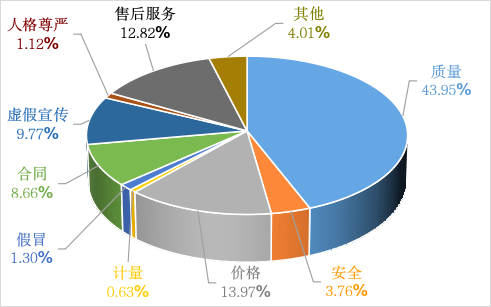 人格尊严
1.12%
售后服务
12.82%
其他
4.01%
质量
43.95%
虚假宣传
9.77%
合同
8.66%
假冒
1.30%
计量
0.63%
价格
13.97%
安全
3.76%